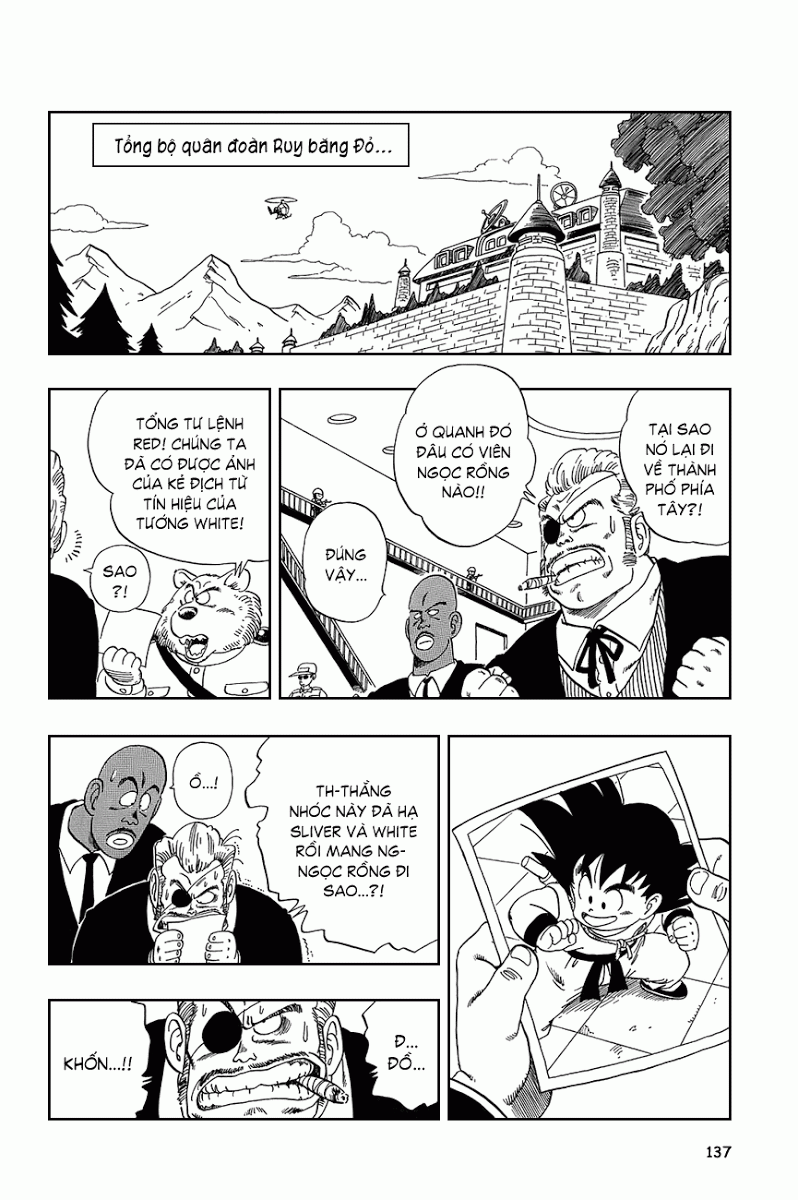 Tổng bộ quân đoàn Ruy băng Đỏ...
TẠI SAO
NÓ LẠI ĐI
VỀ THÀNH
PHỐ PHÍA
TÂY?!
Ở QUANH ĐÓ
ĐÂU CÓ VIÊN
NGỌC RỒNG
NÀO!!
ĐÚNG
VẬY...
TỔNG TƯ LỆNH
RED! CHÚNG TA
ĐÃ CÓ ĐƯỢC ẢNH
CỦA KẺ ĐỊCH TỪ
TÍN HIỆU CỦA
TƯỚNG WHITE!
SAO
?!
TH-THẰNG
NHÓC NÀY ĐÃ HẠ
SLIVER VÀ WHITE
RỒI MANG NG-
NGỌC RỒNG ĐI
SAO...?!
Ồ...!
Đ...
ĐỒ...
KHỐN...!!
137